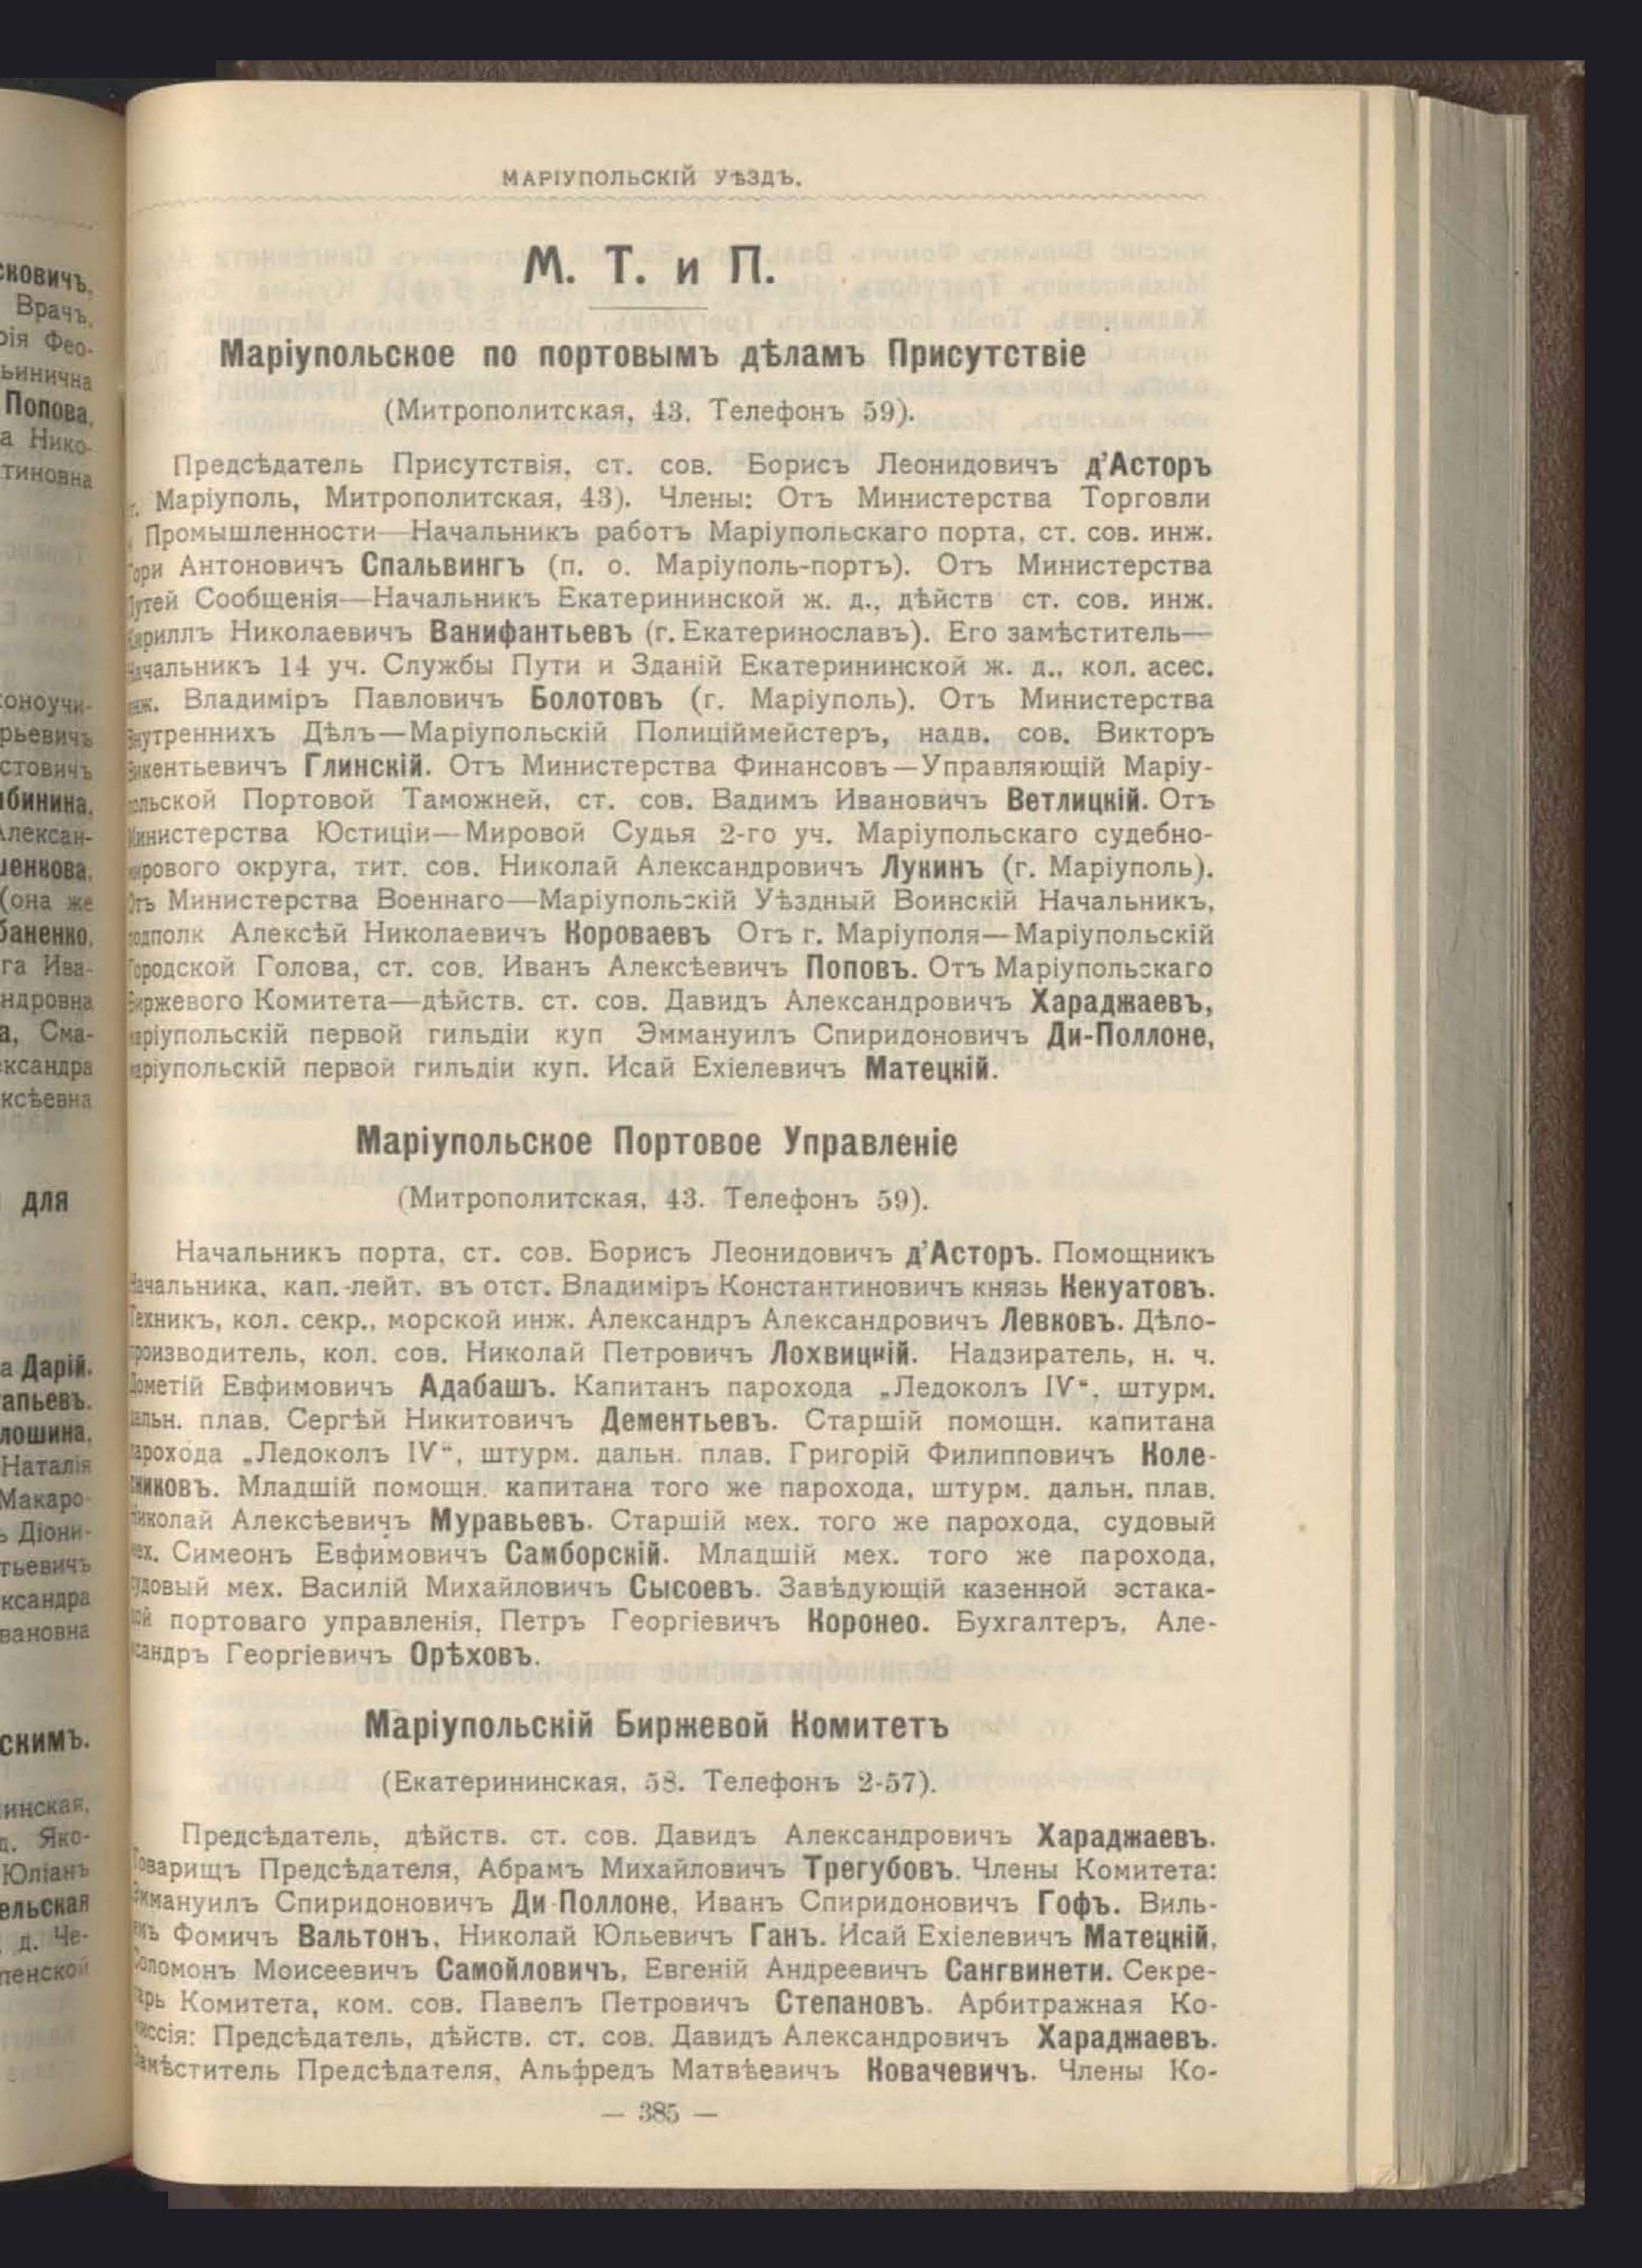 МАРІУПОЛЬСКІЙ УѢЗДЪ.
М. Т. и П.
Маріупольское по портовымъ дѣламъ Присутствіе
(Митрополитская, 43. Телефонъ 59).
Предсѣдатель Присутствія, ст. сов. Борисъ Леонидовичъ д'Асторъ
г. Маріуполь, Митрополитская, 43). Члены: Отъ Министерства Торговли
Промышленности—Начальникъ работъ Маріупольскаго порта, ст. сов. инж.
Антоновичъ Спальвингъ (п. о. Маріуполь-портъ). Отъ Министерства
Путей Сообщенія—Начальникъ Екатерининской ж. д., дѣйств ст. сов. инж.
Кириллъ Николаевичъ Ванифантьевъ (г. Екатеринославъ). Его замѣститель—
Начальникъ 14 уч. Службы Пути и Зданій Екатерининской ж. д., кол. асес.
инж. Владиміръ Павловичъ Болотовъ (г. Маріуполь). Отъ Министерства
Внутреннихъ Дѣлъ—Маріупольскій Полиціймейстеръ, надв. сов. Викторъ
Викентьевичъ Глинскій. Отъ Министерства Финансовъ—Управляющій Маріу-
польской Портовой Таможней, ст. сов. Вадимъ Ивановичъ Ветлицкій. Отъ
Министерства Юстиціи—Мировой Судья 2-го уч. Маріупольскаго судебно-
мирового округа, тит. сов. Николай Александровичъ Лунинъ (г. Маріуполь).
Отъ Министерства Военнаго—Маріупольскій Уѣздный Воинскій Начальникъ,
подполк Алексѣй Николаевичъ Короваевъ Отъ г. Маріуполя—Маріупольскій
Городской Голова, ст. сов. Иванъ Алексѣевичъ Поповъ. Отъ Маріупольскаго
Биржевого Комитета—дѣйств. ст. сов. Давидъ Александровичъ Хараджаевъ,
маріупольскій первой гильдіи куп Эммануилъ Спиридоновичъ Ди-Поллоне,
маріупольскій первой гильдіи куп. Исай Ехіелевичъ Матецкій.
Маріупольское Портовое Управленіе
(Митрополитская, 43. Телефонъ 59).
Начальникъ порта, ст. сов. Борисъ Леонидовичъ д'Асторъ. Помощникъ
Начальника, кап.-лейт. въ отст. Владиміръ Константиновичъ князь Кекуатовъ.
Техникъ, кол. секр., морской инж. Александръ Александровичъ Левковъ. Дѣло-
производитель, кол. сов. Николай Петровичъ Лохвицкій. Надзиратель, н. ч.
Дометій Евфимовичъ Адабашъ. Капитанъ парохода „Ледоколъ IV“, штурм.
дальн. плав. Сергѣй Никитовичъ Дементьевъ. Старшій помощн. капитана
парохода „Ледоколъ IV“, штурм. дальн. плав. Григорій Филипповичъ Коле-
сниковъ. Младшій помощн. капитана того же парохода, штурм. дальн. плав.
Николай Алексѣевичъ Муравьевъ. Старшій мех. того же парохода, судовый
мех. Симеонъ Евфимовичъ Самборскій. Младшій мех. того же парохода,
судовый мех. Василій Михайловичъ Сысоевъ. Завѣдующій казенной эстака-
дой портоваго управленія, Петръ Георгіевичъ Коронео. Бухгалтеръ, Але-
ксандръ Георгіевичъ Орѣховъ.
Маріупольскій Биржевой Комитетъ
(Екатерининская, 58. Телефонъ 2-57).
Предсѣдатель, дѣйств. ст. сов. Давидъ Александровичъ Хараджаевъ.
Товарищъ Предсѣдателя, Абрамъ Михайловичъ Трегубовъ. Члены Комитета:
Эммануилъ Спиридоновичъ Ди-Поллоне, Иванъ Спиридоновичъ Гофъ. Виль-
ямъ Фомичъ Вальтонъ, Николай Юльевичъ Ганъ. Исай Ехіелевичъ Матецкій,
Соломонъ Моисеевичъ Самойловичъ, Евгеній Андреевичъ Сангвинети. Секре-
тарь Комитета, ком. сов. Павелъ Петровичъ Степановъ. Арбитражная Ко-
миссія: Предсѣдатель, дѣйств. ст. сов. Давидъ Александровичъ Хараджаевъ.
Замѣститель Предсѣдателя, Альфредъ Матвѣевичъ Ковачевичъ. Члены Ко-
— 385 —